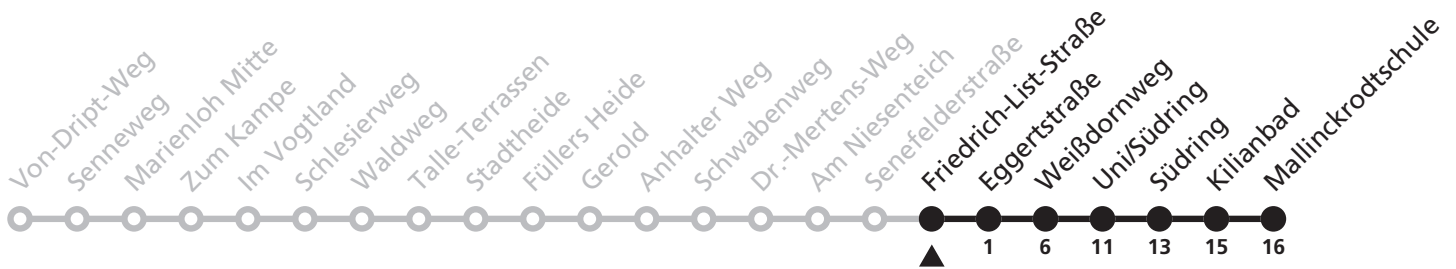 Von-Dript-Weg
Senneweg
Marienloh Mitte
Zum Kampe
Im Vogtland
Schlesierweg
Waldweg
Talle-Terrassen
Stadtheide
Füllers Heide
Gerold
Anhalter Weg
Schwabenweg
Dr.-Mertens-Weg
Am Niesenteich
Senefelderstraße
Friedrich-List-Straße
Eggertstraße
Weißdornweg
Uni/Südring
Südring
Kilianbad
Mallinckrodtschule
1 6 11 13 15 16